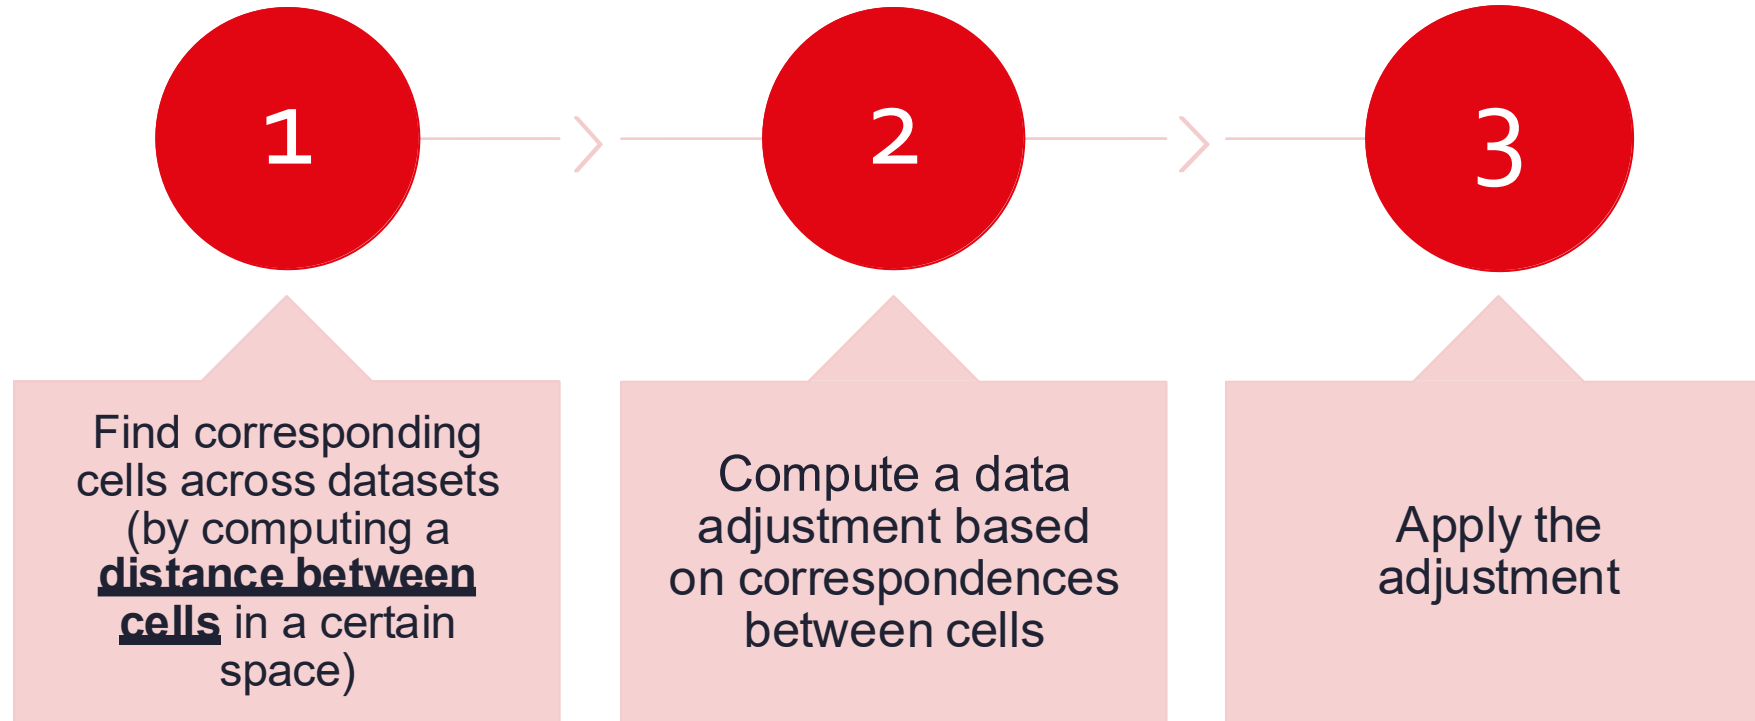 1
2
3
Find corresponding
cells across datasets
(by computing a
distance between
cells in a certain
space)
Compute a data
adjustment based
on correspondences
between cells
Apply the
adjustment